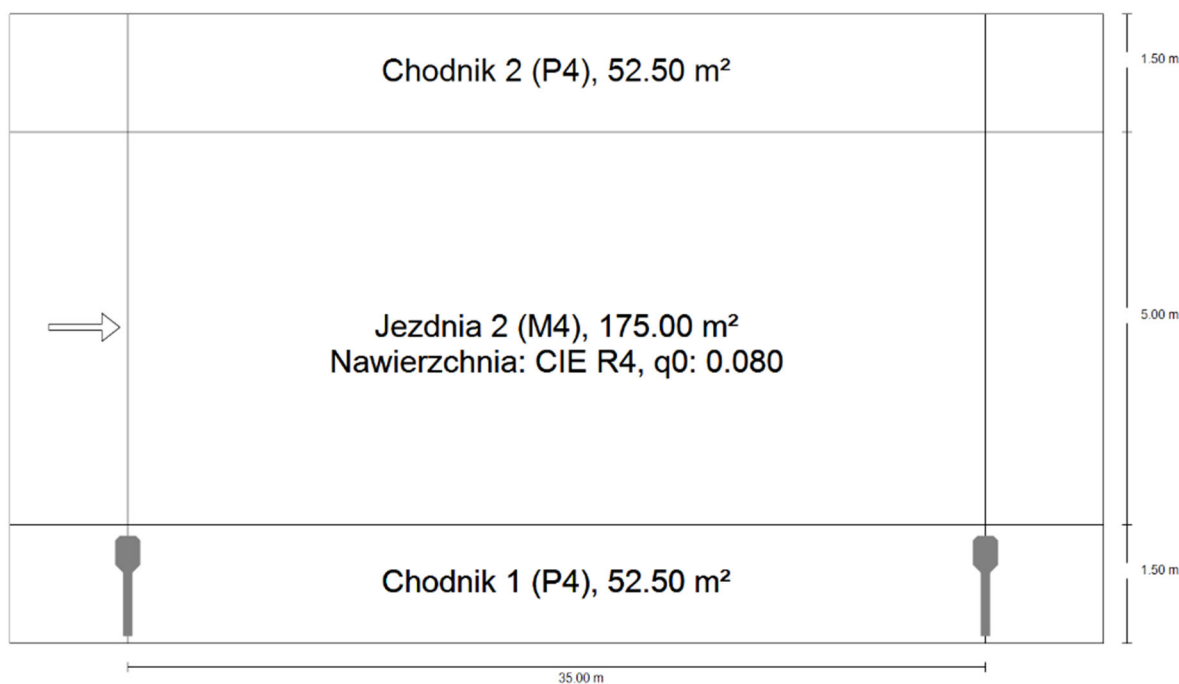 Chodnik 2 (P4), 52.50 m²
1.50 m
Jezdnia 2 (M4), 175.00 m²
Nawierzchnia: CIE R4, q0: 0.080
5.00 m
Chodnik 1 (P4), 52.50 m²
1.50 m
35.00 m